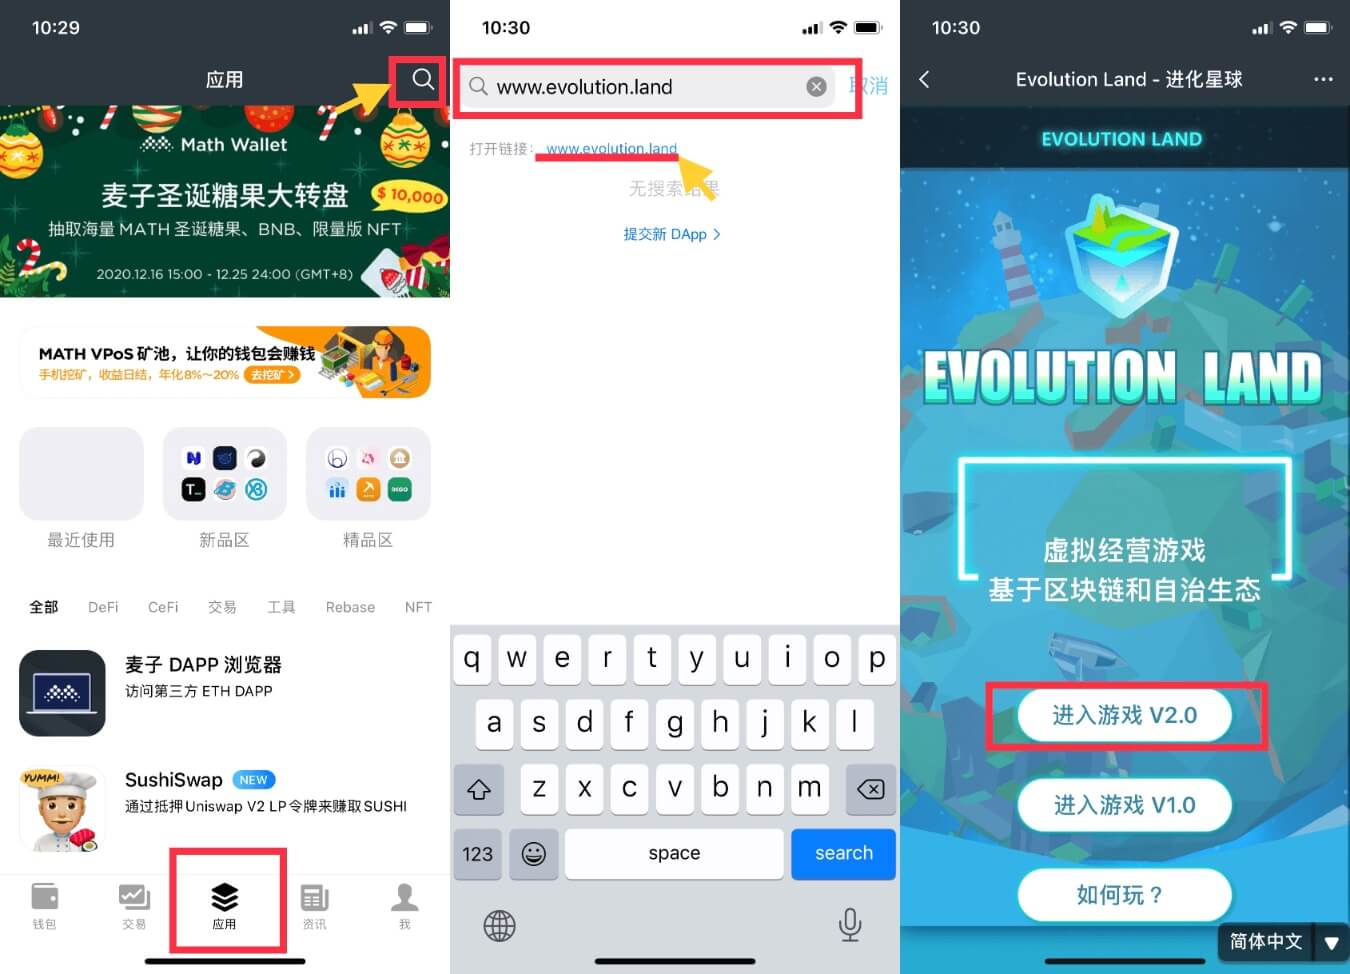 10:29
应用
Math Wallet
麦子圣诞糖果大转盘
$ 10,000
抽取海量 MATH 圣诞糖果、BNB、限量版 NFT
2020.12.16 15:00 - 12.25 24:00 (GMT+8)
MATH VPoS 矿池，让你的钱包会赚钱
手机挖矿，收益日结，年化8%～20% 去挖矿 >
最近使用
新品区
精品区
全部 DeFi CeFi 交易 工具 Rebase NFT
麦子 DAPP 浏览器
访问第三方 ETH DAPP
YUMM!
SushiSwap NEW
通过抵押Uniswap V2 LP令牌来赚取SUSHI
钱包 交易 应用 资讯 我
10:30
www.evolution.land 取消
打开链接： www.evolution.land
无搜索结果
提交新 DApp >
q w e r t y u i o p
a s d f g h j k l
z x c v b n m
123 space search
10:30
Evolution Land - 进化星球
EVOLUTION LAND
EVOLUTION LAND
虚拟经营游戏
基于区块链和自治生态
进入游戏 V2.0
进入游戏 V1.0
如何玩？
简体中文